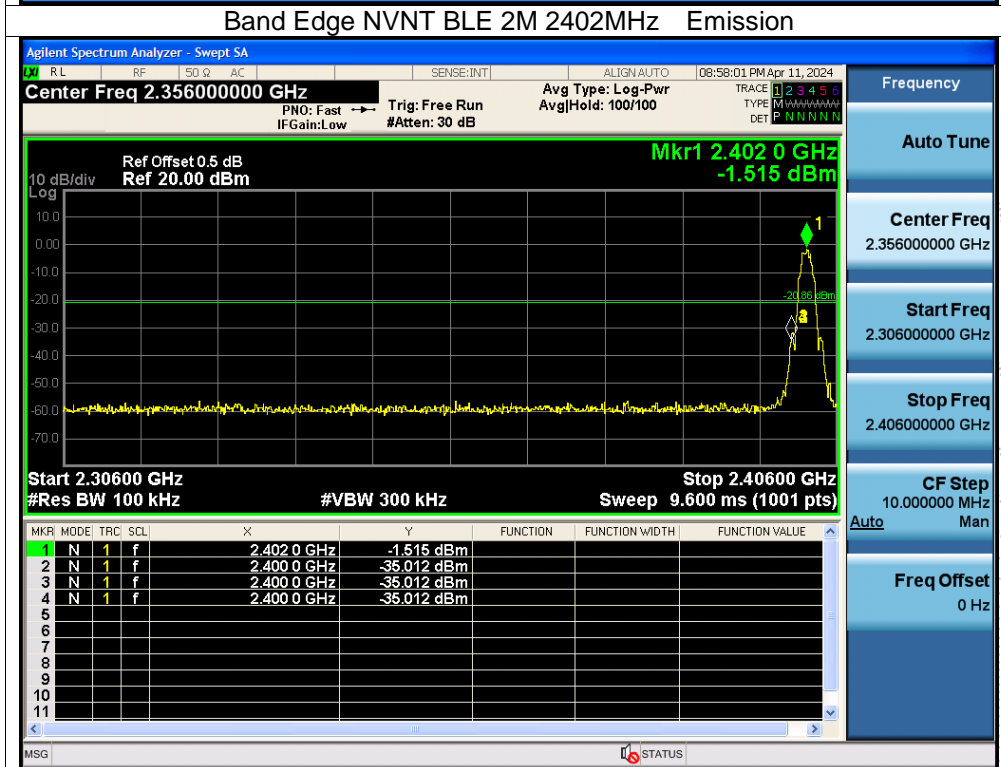 Band Edge NVNT BLE 2M 2402MHz Emission
Agilent Spectrum Analyzer - Swept SA
LXI RL RF 50 Ω AC SENSE:INT ALIGN AUTO 08:58:01 PM Apr 11, 2024
Center Freq 2.356000000 GHz Avg Type: Log-Pwr TRACE 1 2 3 4 5 6
PNO: Fast Trig: Free Run Avg|Hold: 100/100 TYPE M WWWWW
IFGain:Low #Atten: 30 dB DET P N N N N N
Mkr1 2.402 0 GHz
-1.515 dBm
Ref Offset 0.5 dB
10 dB/div Ref 20.00 dBm
Log
10.0
1
0.00
-10.0
-20.0
-20.86 dBm
-30.0
-40.0
-50.0
-60.0
-70.0
Start 2.30600 GHz Stop 2.40600 GHz
#Res BW 100 kHz #VBW 300 kHz Sweep 9.600 ms (1001 pts)
MKR MODE TRC SCL X Y FUNCTION FUNCTION WIDTH FUNCTION VALUE
1 N 1 f 2.402 0 GHz -1.515 dBm
2 N 1 f 2.400 0 GHz -35.012 dBm
3 N 1 f 2.400 0 GHz -35.012 dBm
4 N 1 f 2.400 0 GHz -35.012 dBm
5
6
7
8
9
10
11
MSG STATUS
Frequency
Auto Tune
Center Freq
2.356000000 GHz
Start Freq
2.306000000 GHz
Stop Freq
2.406000000 GHz
CF Step
10.000000 MHz
Auto Man
Freq Offset
0 Hz